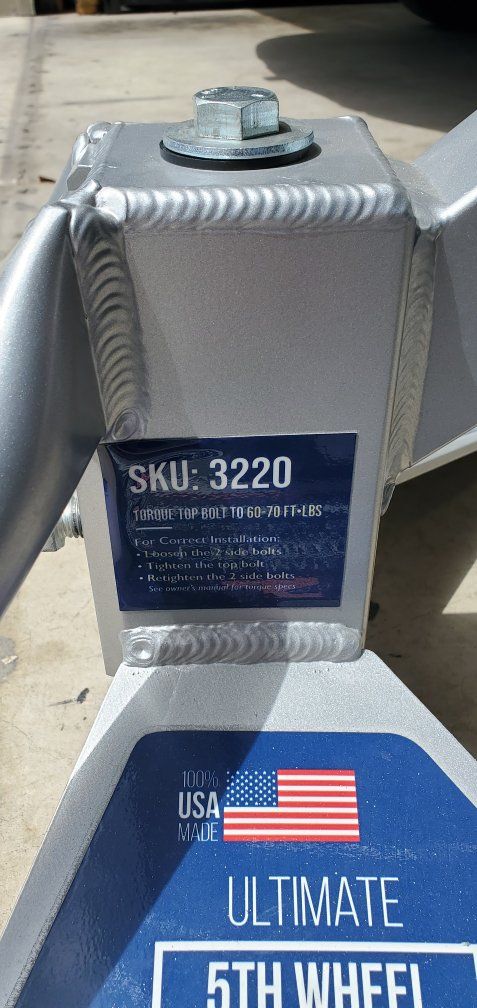 SKU: 3220
TORQUE TOP BOLT TO 60-70 FT•LBS
For Correct Installation:
• Loosen the 2 side bolts
• Tighten the top bolt
• Retighten the 2 side bolts
See owner's manual for torque specs
100%
USA
MADE
ULTIMATE
5TH WHEEL